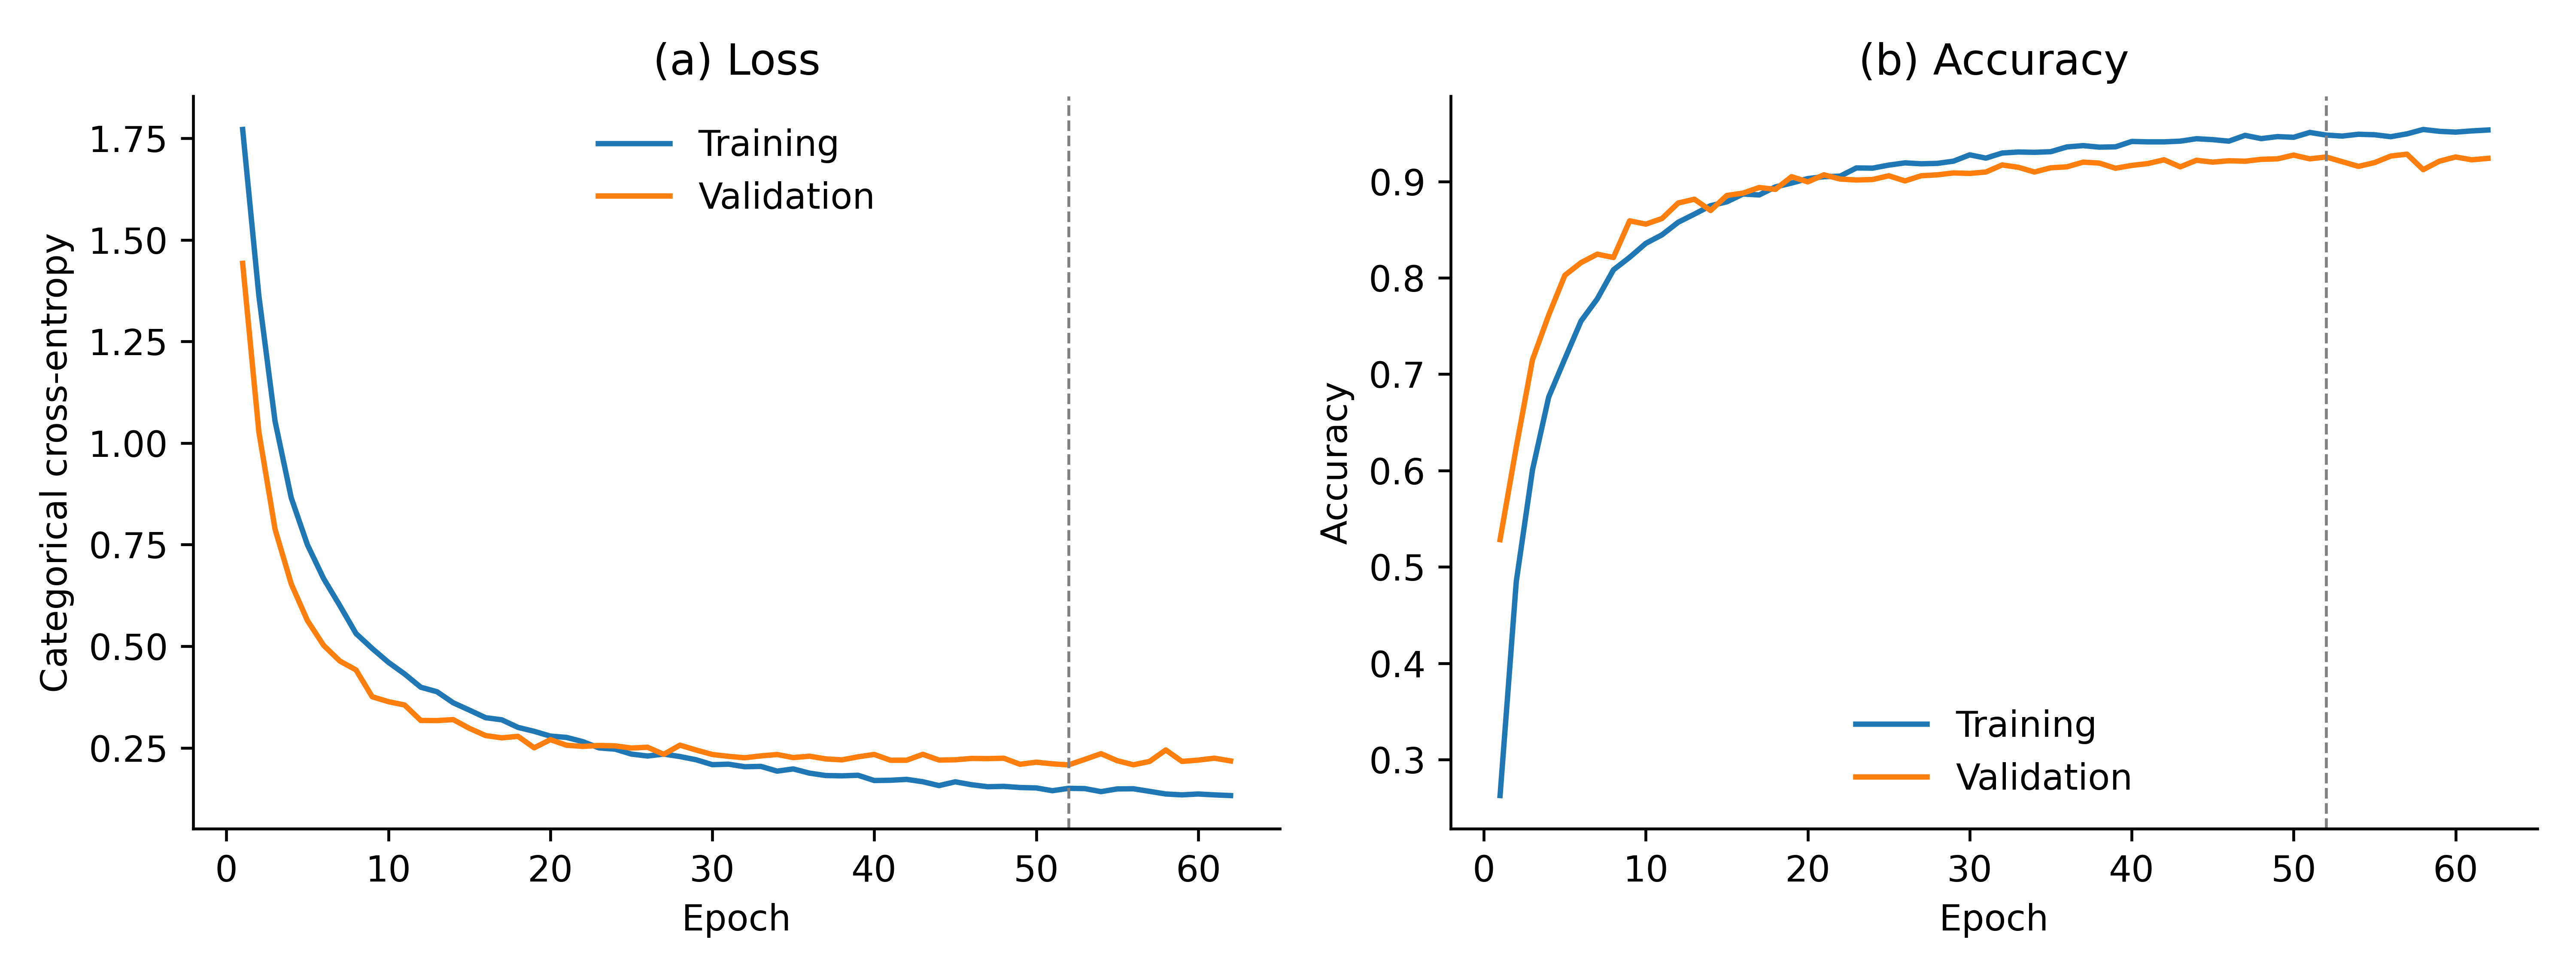 (a) Loss
Categorical cross-entropy
1.75
1.50
1.25
1.00
0.75
0.50
0.25
Training
Validation
0 10 20 30 40 50 60
Epoch
(b) Accuracy
Accuracy
0.9
0.8
0.7
0.6
0.5
0.4
0.3
Training
Validation
0 10 20 30 40 50 60
Epoch